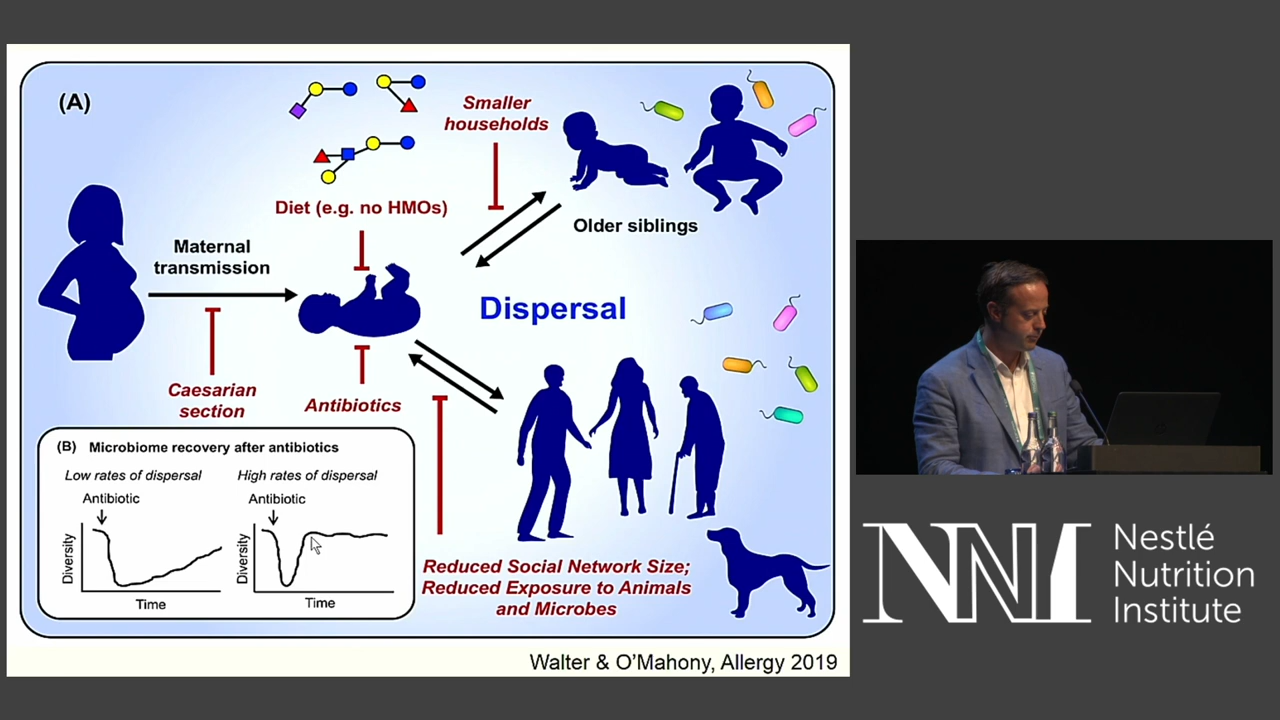 (A)
Smaller
households
Diet (e.g. no HMOs)
Older siblings
Maternal
transmission
Dispersal
Caesarian
section
Antibiotics
(B) Microbiome recovery after antibiotics
Low rates of dispersal
High rates of dispersal
Antibiotic
Antibiotic
Diversity
Diversity
Time
Time
Reduced Social Network Size;
Reduced Exposure to Animals
and Microbes
Walter & O’Mahony, Allergy 2019
NNI
Nestlé
Nutrition
Institute